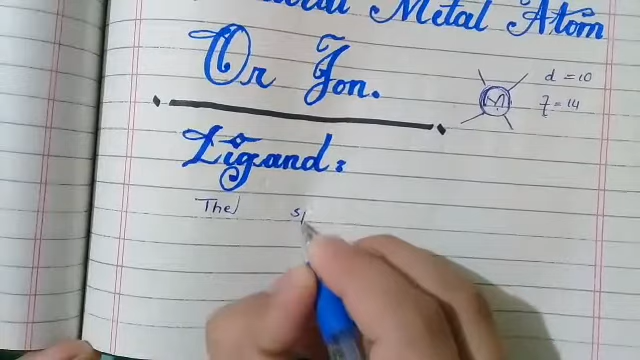 Metal Atom
Or Ion.
M
d = 10
f = 14
Ligand:
The